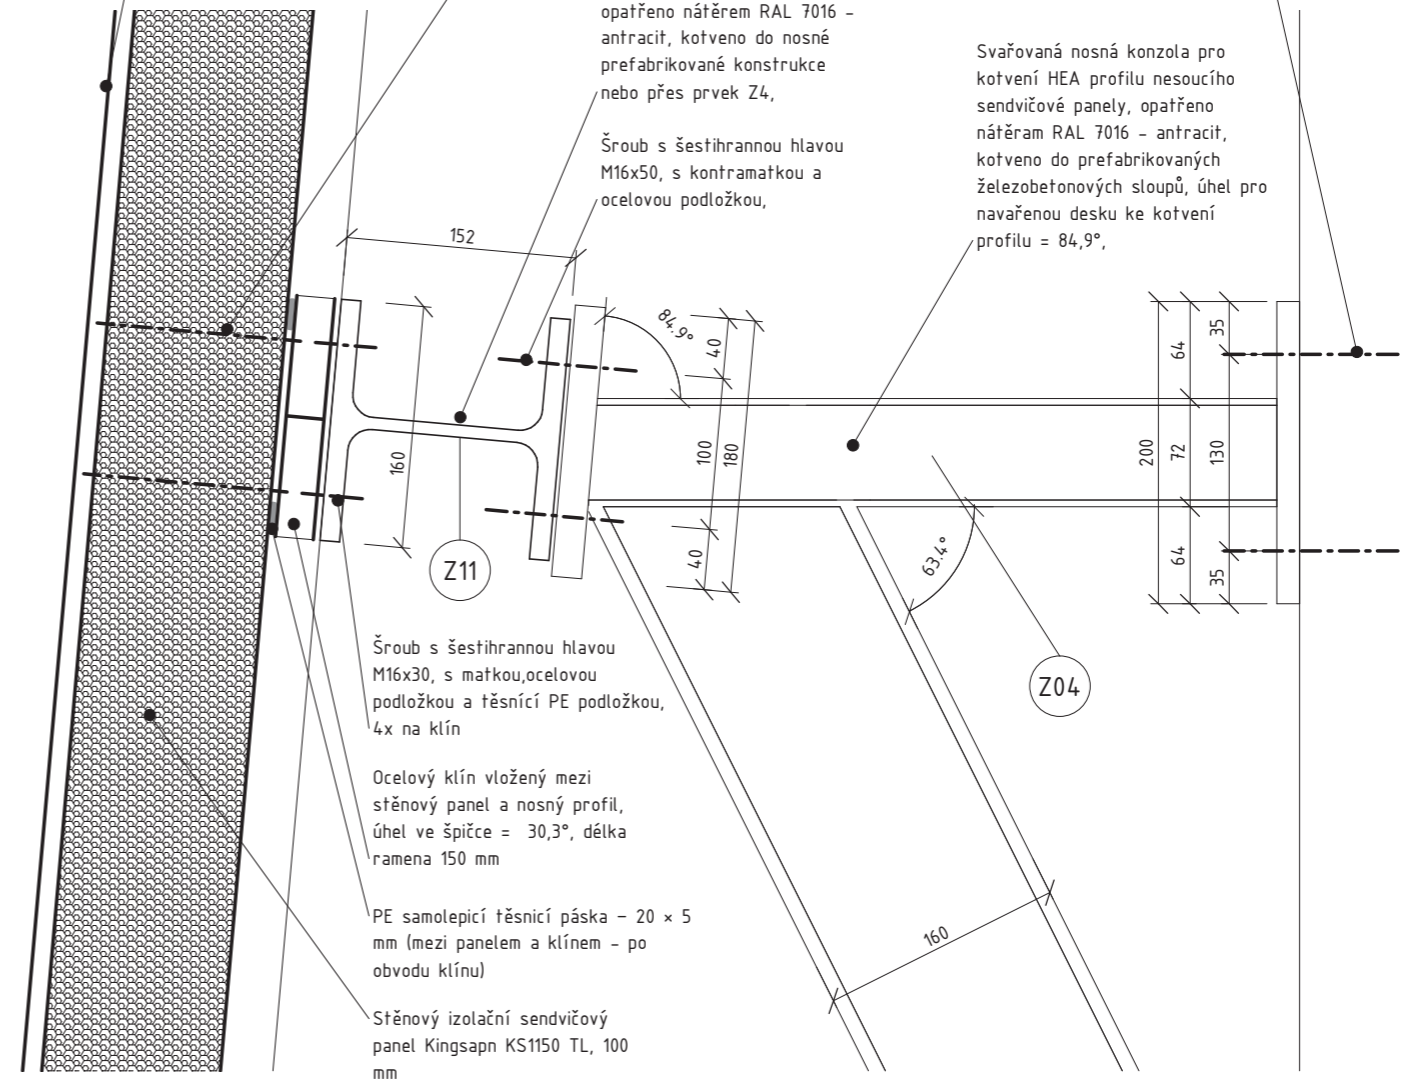 opatřeno nátěrem RAL 7016 –
antracit, kotveno do nosné
prefabrikované konstrukce
nebo přes prvek Z4,
Šroub s šestihrannou hlavou
M16x50, s kontramatkou a
ocelovou podložkou,
Svařovaná nosná konzola pro
kotvení HEA profilu nesoucího
sendvičové panely, opatřeno
nátěram RAL 7016 – antracit,
kotveno do prefabrikovaných
železobetonových sloupů, úhel pro
navařenou desku ke kotvení
profilu = 84,9°,
152
160
84.9°
40
100
180
40
63.4°
200
64
72
64
35
130
35
Z11
Z04
160
Šroub s šestihrannou hlavou
M16x30, s matkou,ocelovou
podložkou a těsnící PE podložkou,
4x na klín
Ocelový klín vložený mezi
stěnový panel a nosný profil,
úhel ve špičce = 30,3°, délka
ramena 150 mm
PE samolepicí těsnicí páska – 20 × 5
mm (mezi panelem a klínem – po
obvodu klínu)
Stěnový izolační sendvičový
panel Kingsapn KS1150 TL, 100
mm